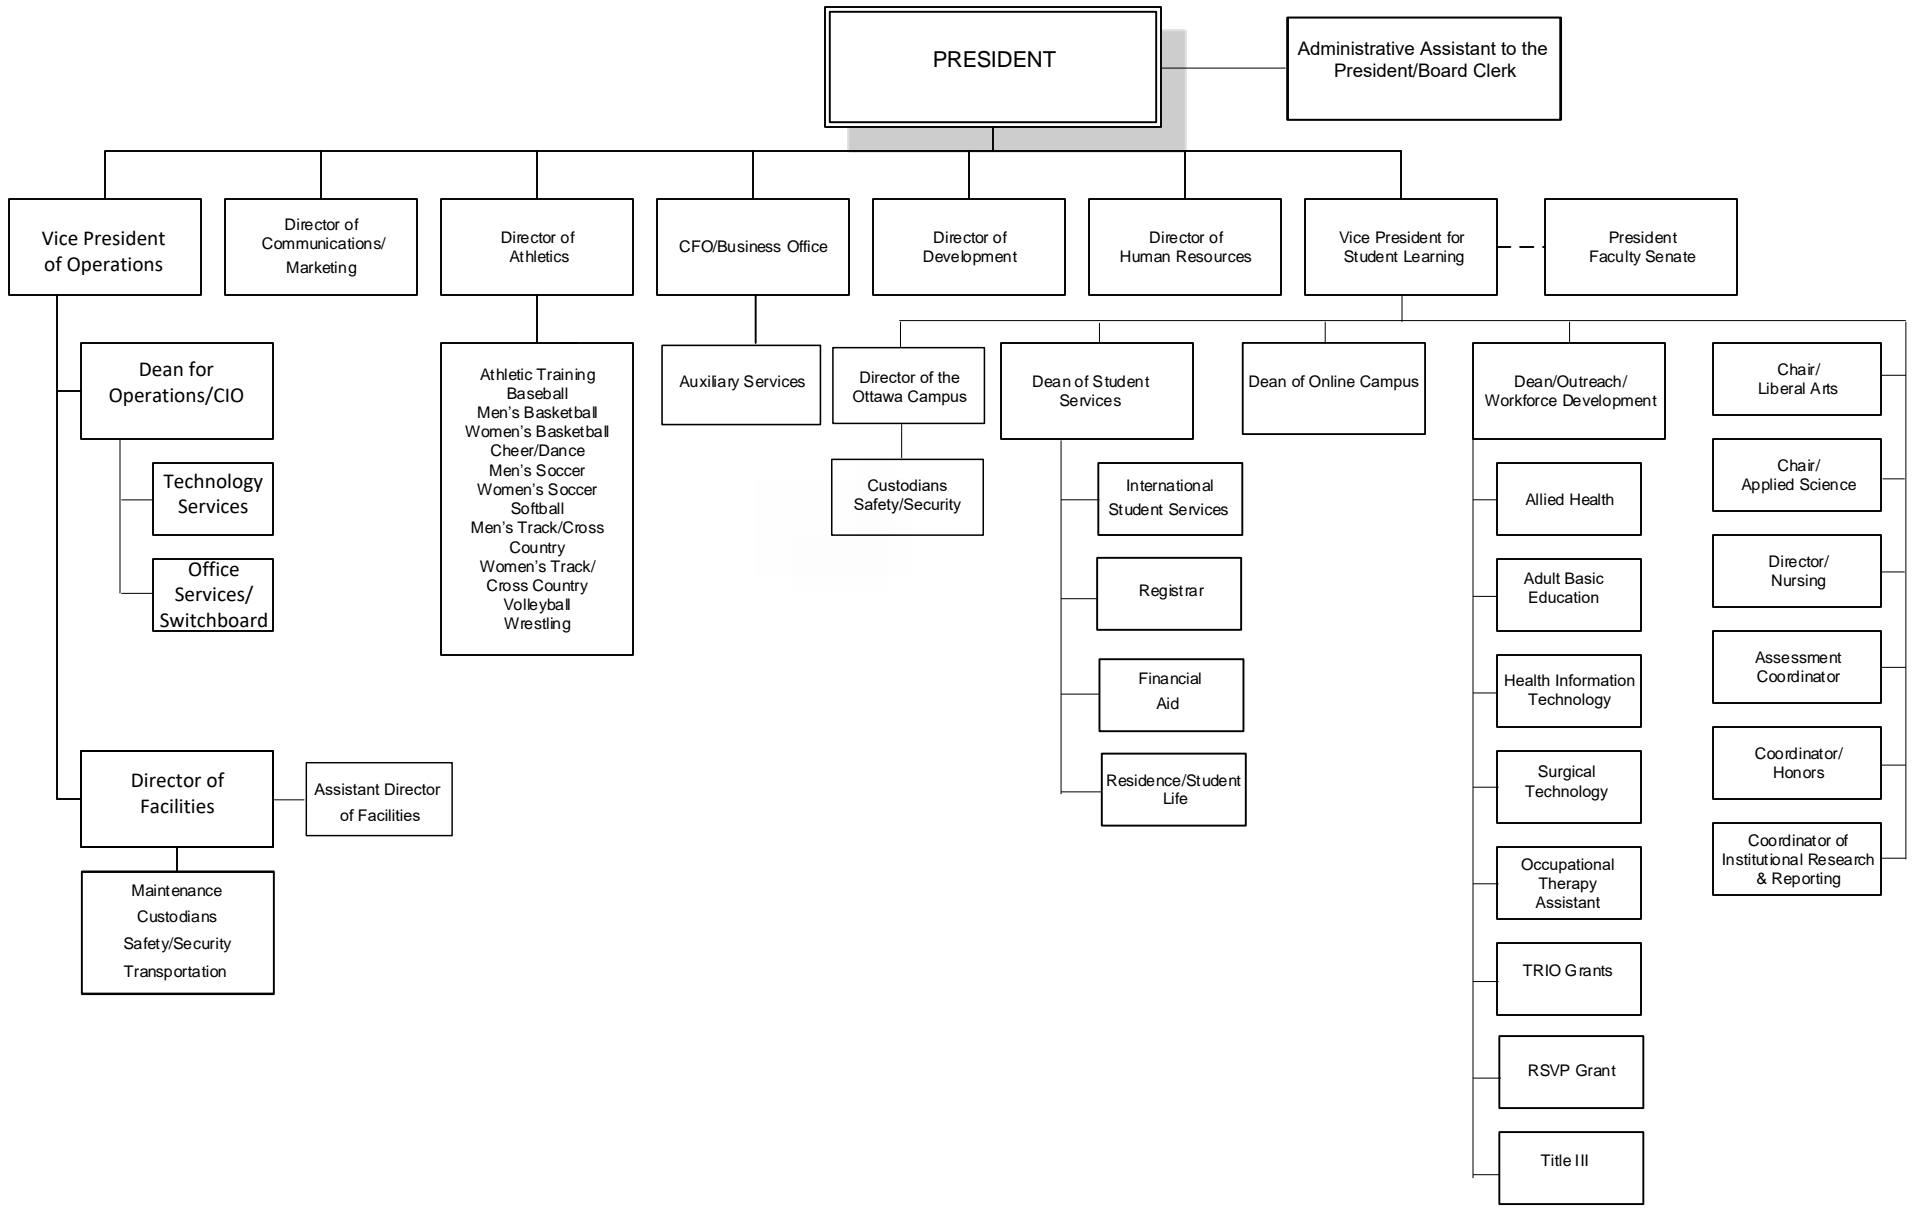 PRESIDENT
Administrative Assistant to the
President/Board Clerk
Vice President
of Operations
Director of
Communications/
Marketing
Director of
Athletics
CFO/Business Office
Director of
Development
Director of
Human Resources
Vice President for
Student Learning
President
Faculty Senate
Dean for
Operations/CIO
Technology
Services
Office
Services/
Switchboard
Director of
Facilities
Assistant Director
of Facilities
Maintenance
Custodians
Safety/Security
Transportation
Athletic Training
Baseball
Men's Basketball
Women's Basketball
Cheer/Dance
Men's Soccer
Women's Soccer
Softball
Men's Track/Cross
Country
Women's Track/
Cross Country
Volleyball
Wrestling
Auxiliary Services
Director of the
Ottawa Campus
Custodians
Safety/Security
Dean of Student
Services
International
Student Services
Registrar
Financial
Aid
Residence/Student
Life
Dean of Online Campus
Dean/Outreach/
Workforce Development
Allied Health
Adult Basic
Education
Health Information
Technology
Surgical
Technology
Occupational
Therapy
Assistant
TRIO Grants
RSVP Grant
Title III
Chair/
Liberal Arts
Chair/
Applied Science
Director/
Nursing
Assessment
Coordinator
Coordinator/
Honors
Coordinator of
Institutional Research
& Reporting